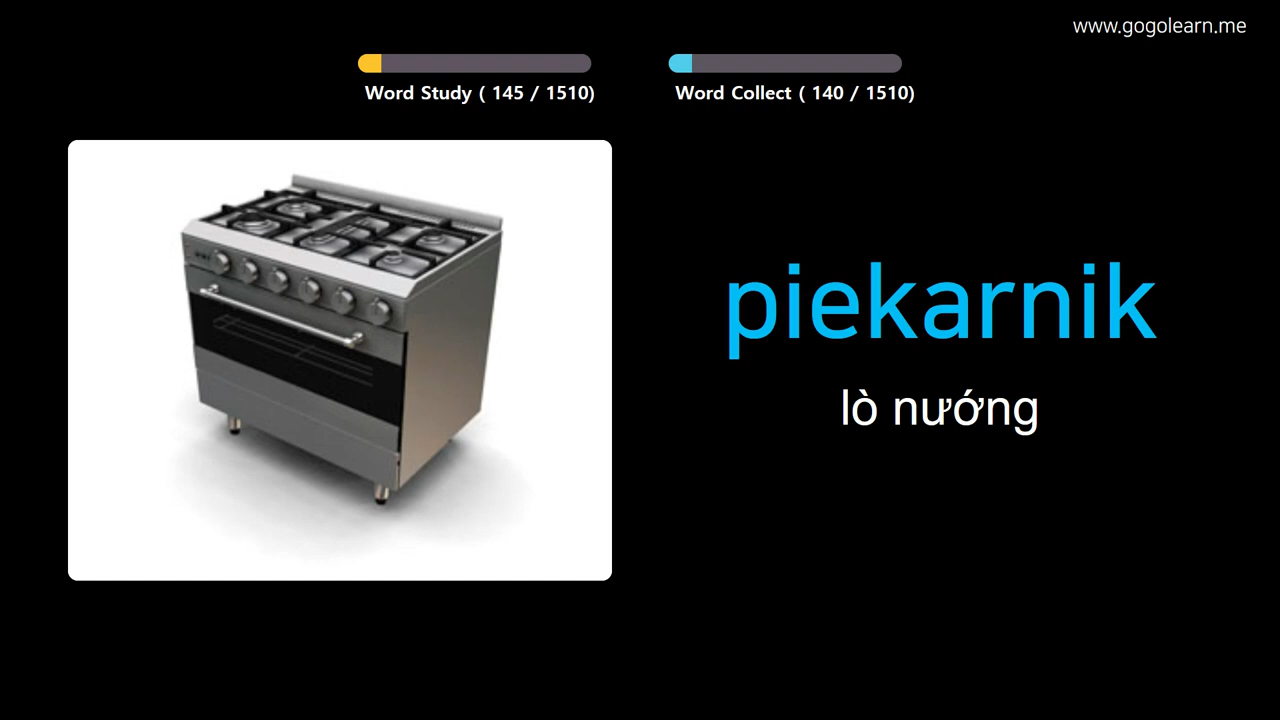 www.gogolearn.me
Word Study ( 145 / 1510)
Word Collect ( 140 / 1510)
piekarnik
lò nướng